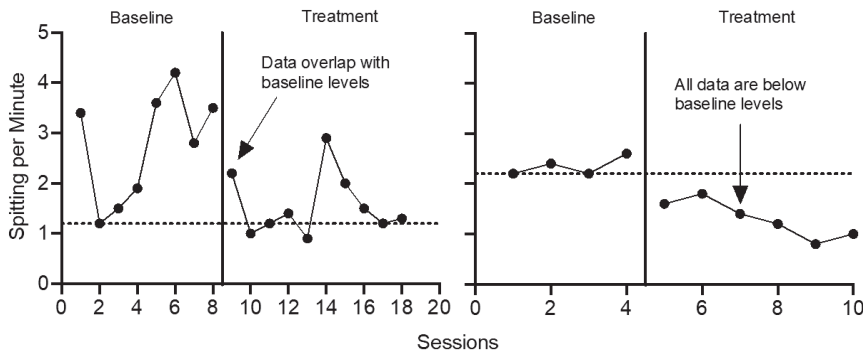 Baseline
Treatment
Baseline
Treatment
5
4
3
2
1
0
Spitting per Minute
Data overlap with
baseline levels
All data are below
baseline levels
0 2 4 6 8 10 12 14 16 18 20
0 2 4 6 8 10
Sessions